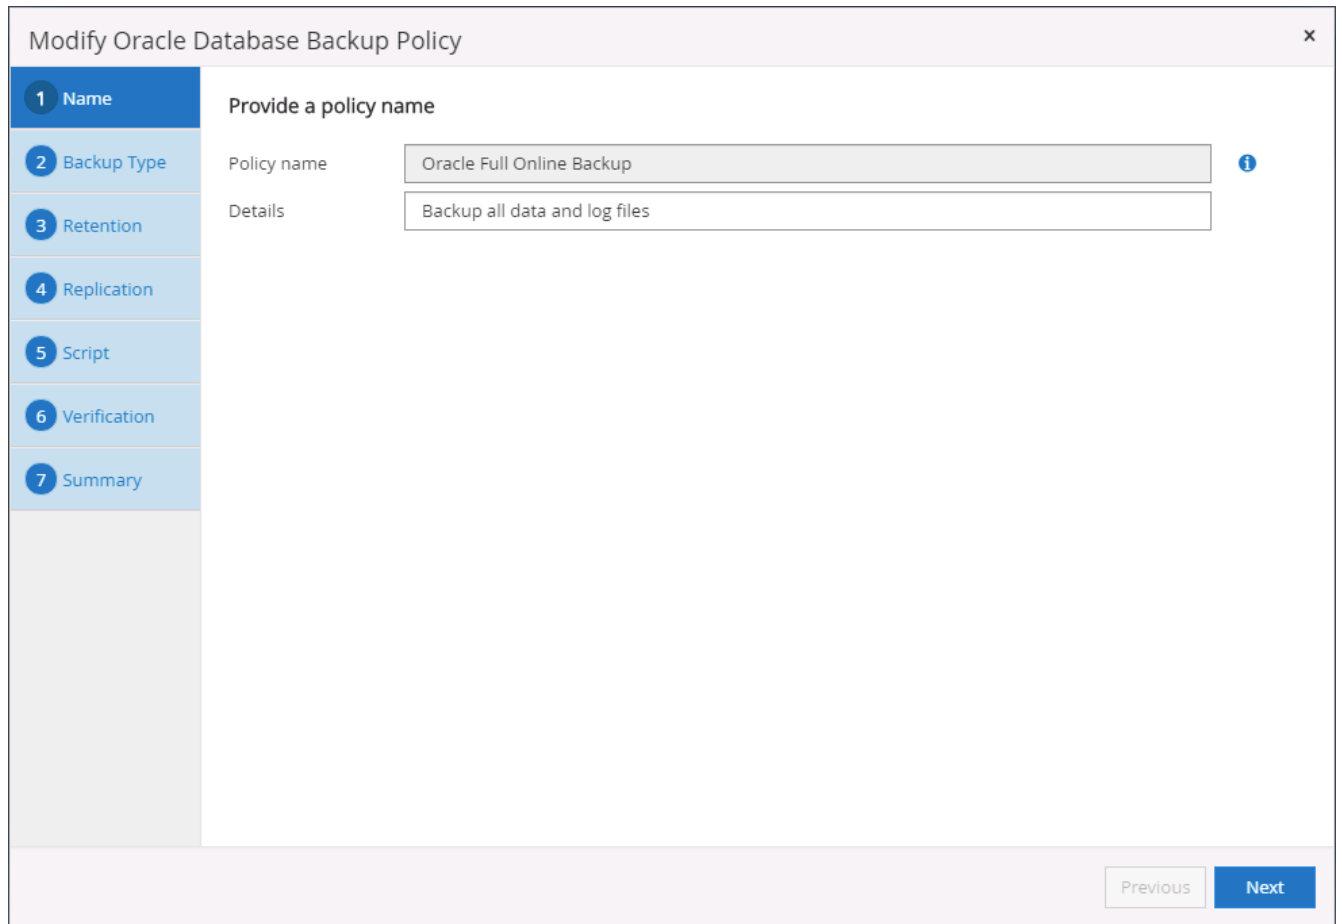 Modify Oracle Database Backup Policy
x
1 Name
2 Backup Type
3 Retention
4 Replication
5 Script
6 Verification
7 Summary
Provide a policy name
Policy name Oracle Full Online Backup i
Details Backup all data and log files
Previous Next